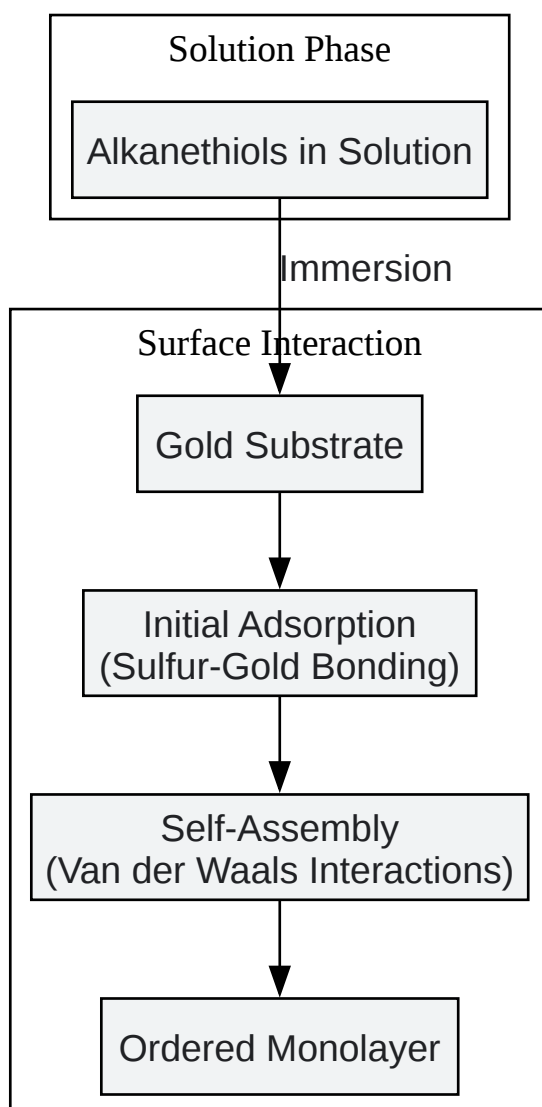 Solution Phase
Alkanethiols in Solution
Immersion
Surface Interaction
Gold Substrate
Initial Adsorption
(Sulfur-Gold Bonding)
Self-Assembly
(Van der Waals Interactions)
Ordered Monolayer